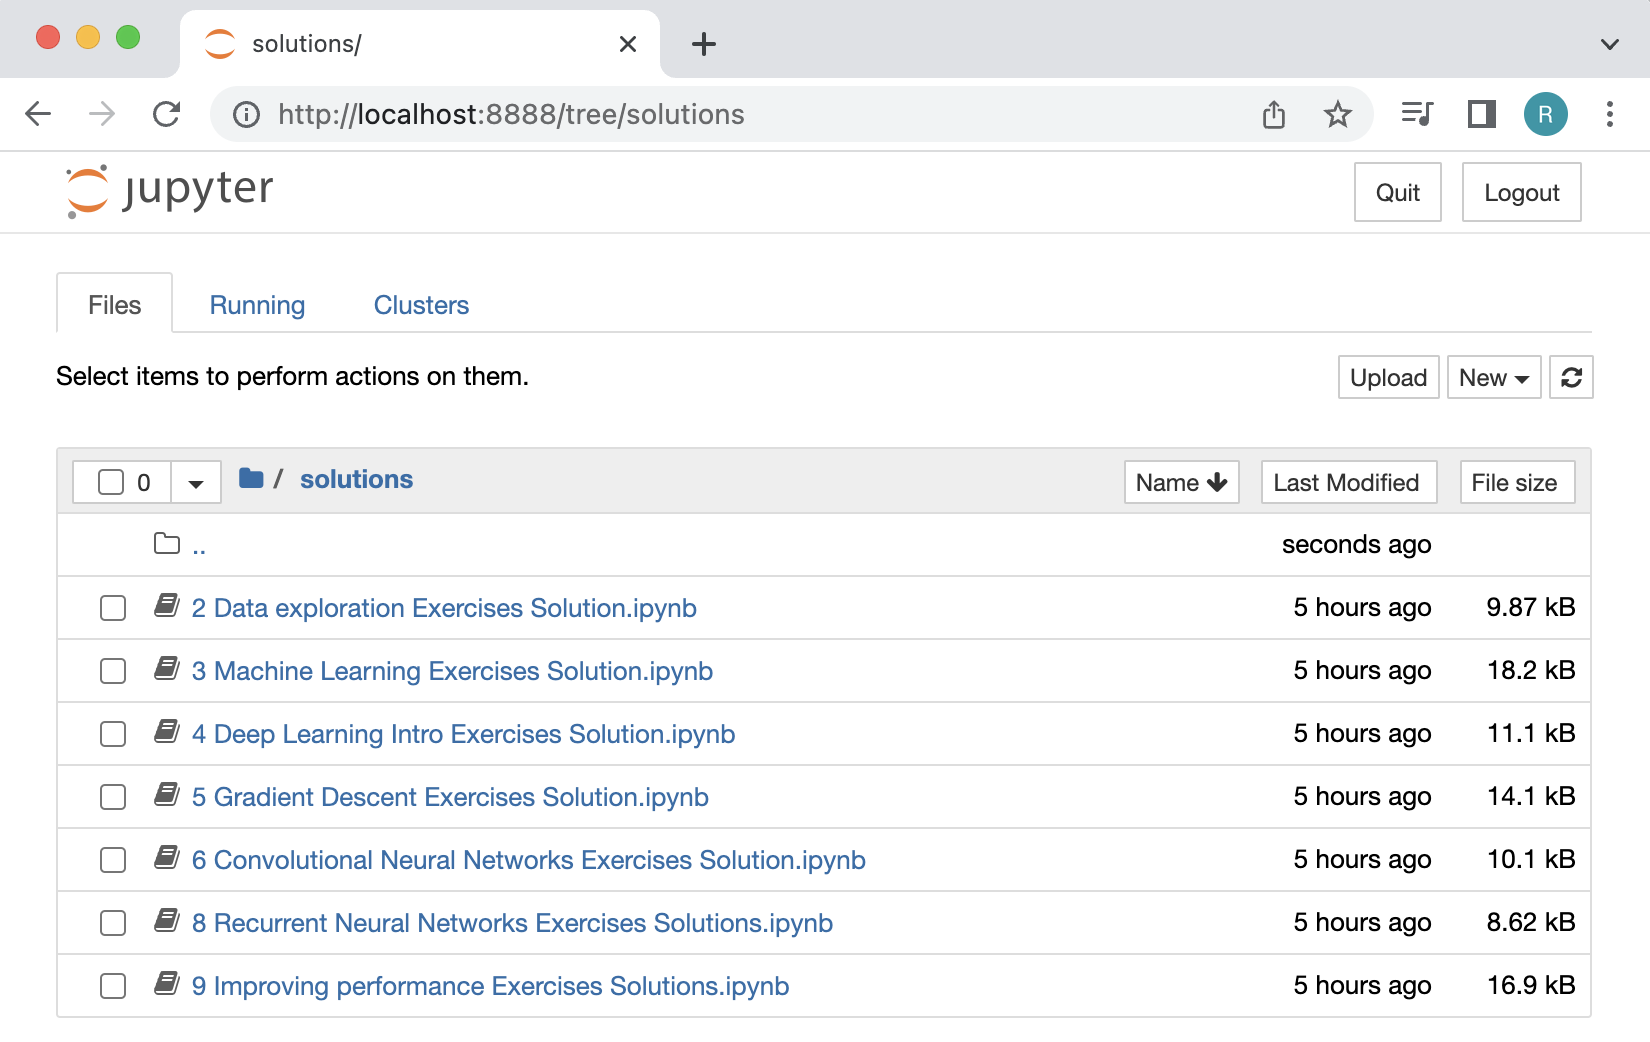 solutions/
http://localhost:8888/tree/solutions
R
jupyter
Quit
Logout
Files
Running
Clusters
Select items to perform actions on them.
Upload
New
0
/ solutions
Name
Last Modified
File size
..
seconds ago
2 Data exploration Exercises Solution.ipynb
5 hours ago
9.87 kB
3 Machine Learning Exercises Solution.ipynb
5 hours ago
18.2 kB
4 Deep Learning Intro Exercises Solution.ipynb
5 hours ago
11.1 kB
5 Gradient Descent Exercises Solution.ipynb
5 hours ago
14.1 kB
6 Convolutional Neural Networks Exercises Solution.ipynb
5 hours ago
10.1 kB
8 Recurrent Neural Networks Exercises Solutions.ipynb
5 hours ago
8.62 kB
9 Improving performance Exercises Solutions.ipynb
5 hours ago
16.9 kB